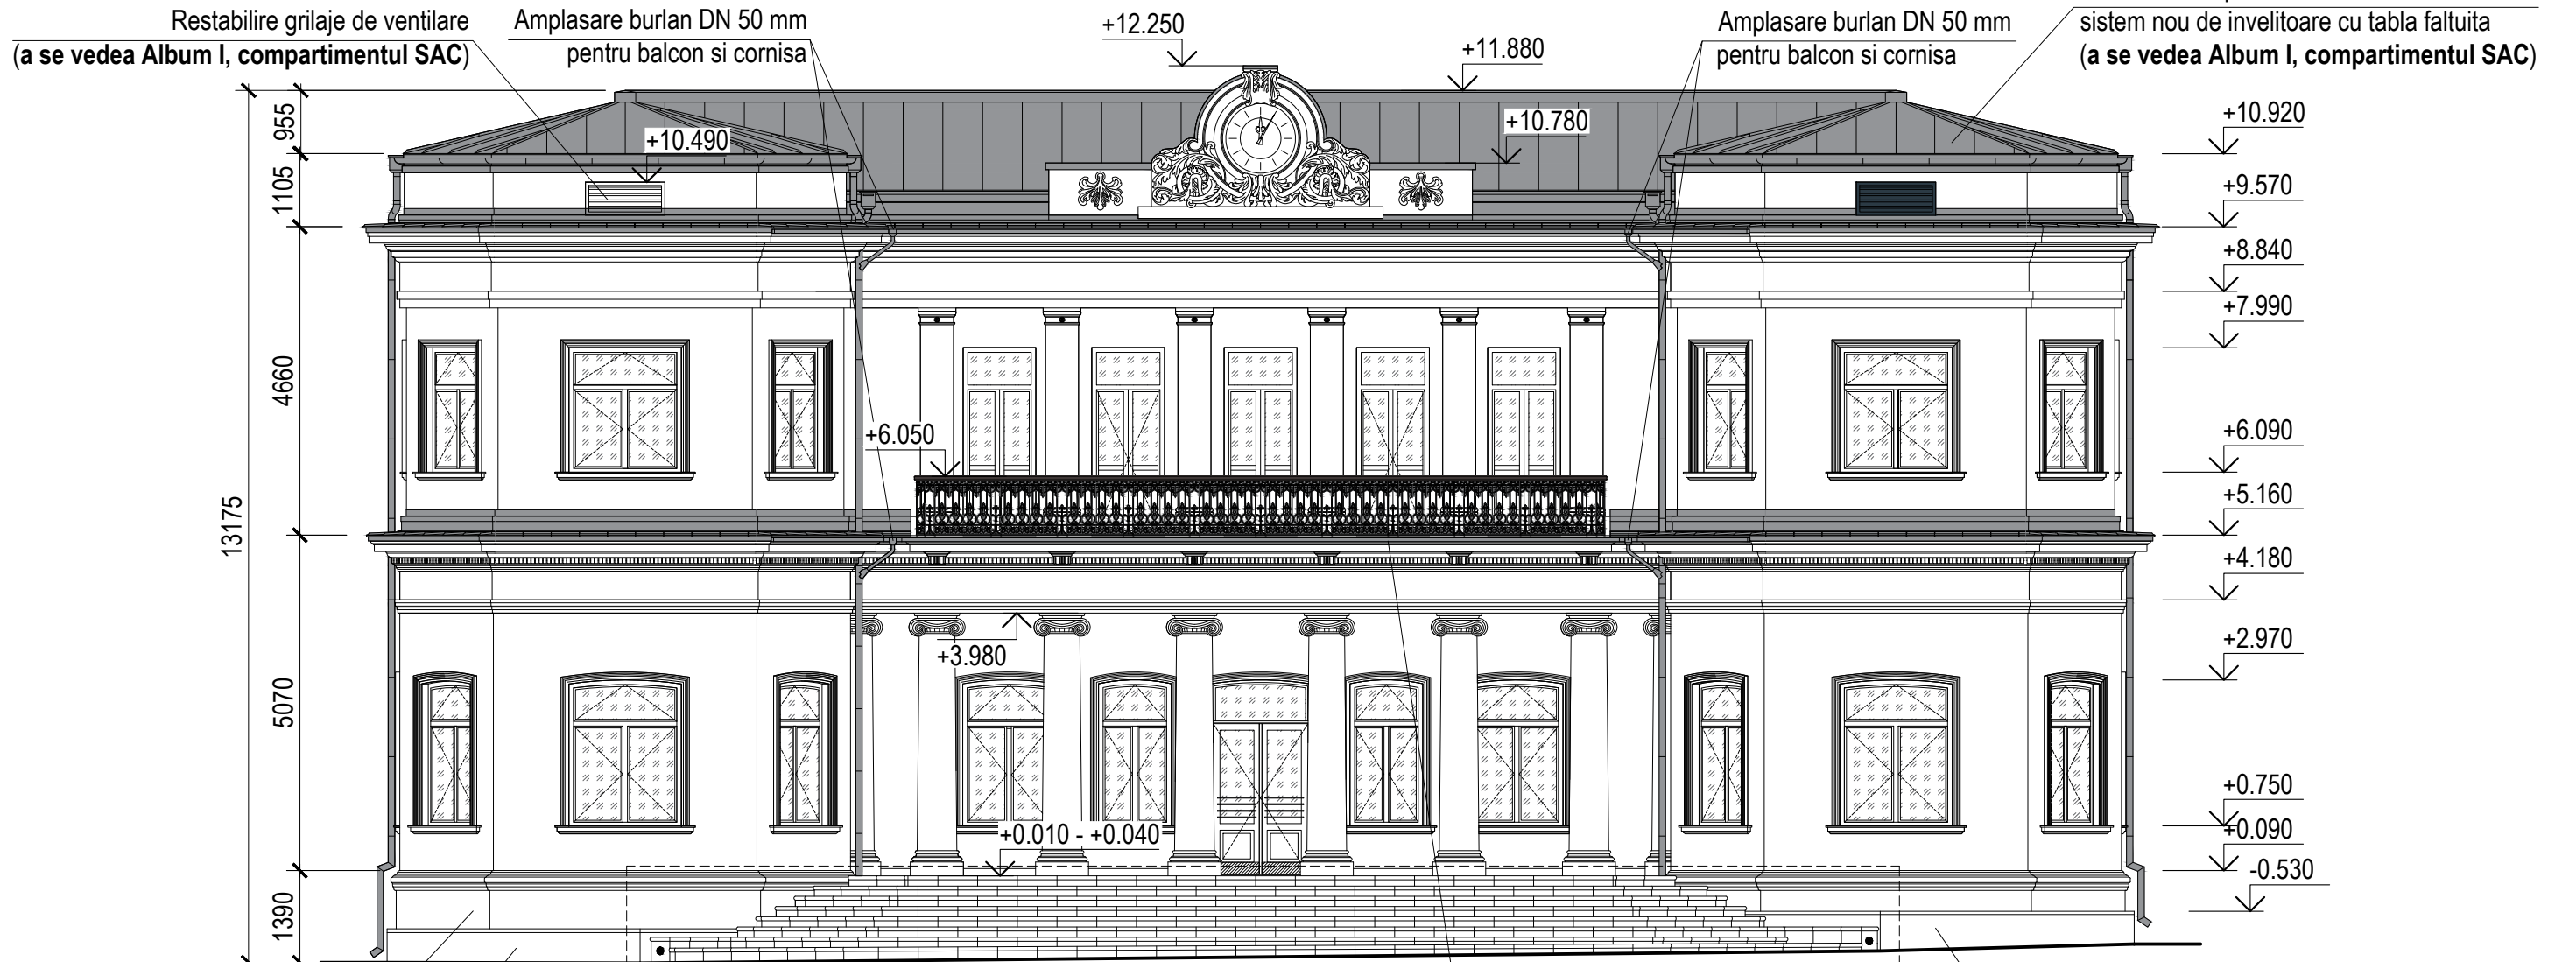 Restabilire grilaje de ventilare
(a se vedea Album I, compartimentul SAC)
Amplasare burlan DN 50 mm
pentru balcon si cornisa
+12.250
+11.880
Amplasare burlan DN 50 mm
pentru balcon si cornisa
sistem nou de invelitoare cu tabla faltuita
(a se vedea Album I, compartimentul SAC)
955
1105
4660
5070
1390
13175
+10.490
+10.780
+6.050
+3.980
+0.010 - +0.040
+10.920
+9.570
+8.840
+7.990
+6.090
+5.160
+4.180
+2.970
+0.750
+0.090
-0.530